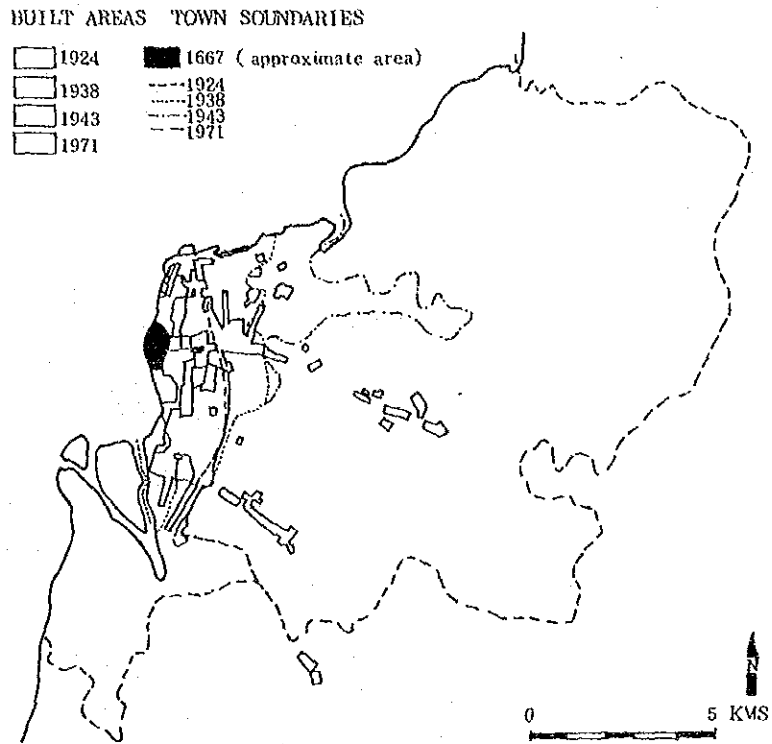 BUILT AREAS TOWN SOUNDARIES
1924
1938
1943
1971
1667 ( approximate area)
1924
1938
1943
1971
N
0 5 KMS